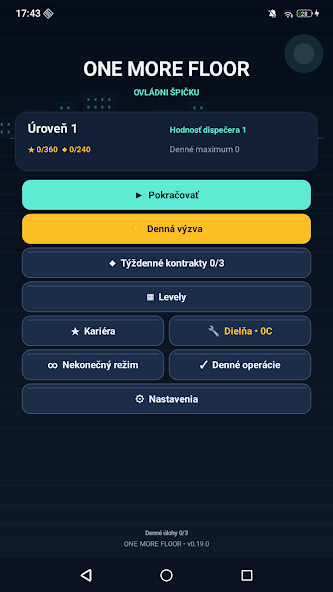 17:43
28
ONE MORE FLOOR
OVLÁDNI ŠPIČKU
Úroveň 1
Hodnosť dispečera 1
★ 0/360 ◆ 0/240
Denné maximum 0
► Pokračovať
Denná výzva
◆ Týždenné kontrakty 0/3
▦ Levely
★ Kariéra
🔧 Dielňa • 0C
∞ Nekonečný režim
✓ Denné operácie
⚙ Nastavenia
Denné úlohy 0/3
ONE MORE FLOOR • v0.19.0